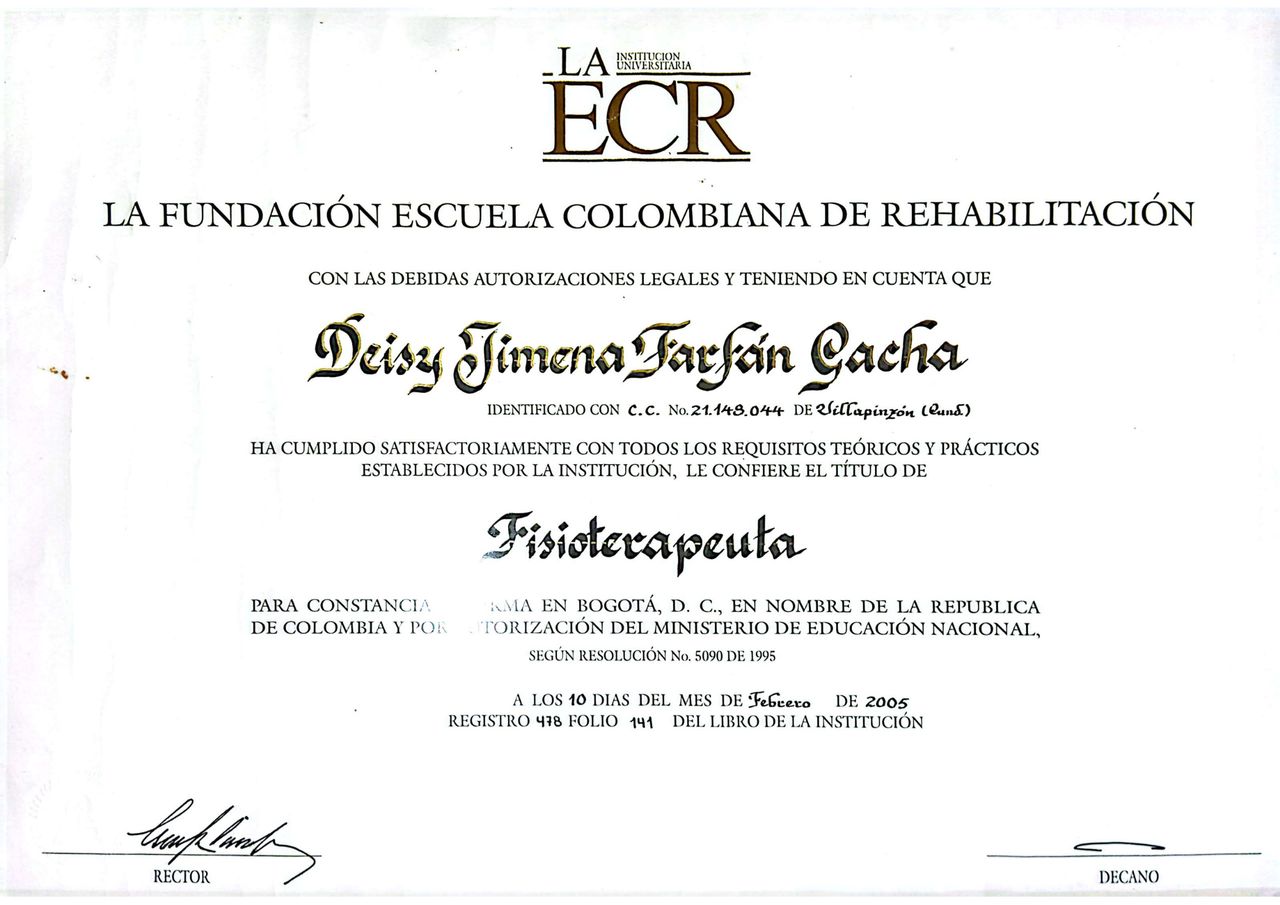 LA INSTITUCION
UNIVERSITARIA
ECR
LA FUNDACIÓN ESCUELA COLOMBIANA DE REHABILITACIÓN
CON LAS DEBIDAS AUTORIZACIONES LEGALES Y TENIENDO EN CUENTA QUE
Deisy Jimena Farfán Gacha
IDENTIFICADO CON C.C. No. 21.148.044 DE Villapinzón (Cund)
HA CUMPLIDO SATISFACTORIAMENTE CON TODOS LOS REQUISITOS TEÓRICOS Y PRÁCTICOS
ESTABLECIDOS POR LA INSTITUCIÓN, LE CONFIERE EL TÍTULO DE
Fisioterapeuta
PARA CONSTANCIA RMA EN BOGOTÁ, D. C., EN NOMBRE DE LA REPUBLICA
DE COLOMBIA Y POR TORIZACIÓN DEL MINISTERIO DE EDUCACIÓN NACIONAL,
SEGÚN RESOLUCIÓN No. 5090 DE 1995
A LOS 10 DIAS DEL MES DE Febrero DE 2005
REGISTRO 478 FOLIO 141 DEL LIBRO DE LA INSTITUCIÓN
RECTOR
DECANO